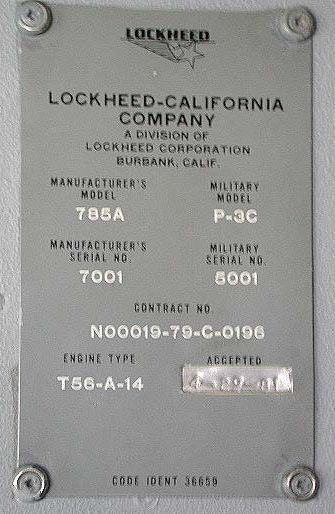 LOCKHEED
LOCKHEED-CALIFORNIA
COMPANY
A DIVISION OF
LOCKHEED CORPORATION
BURBANK, CALIF.
MANUFACTURER'S MODEL
785A
MILITARY MODEL
P-3C
MANUFACTURER'S SERIAL NO.
7001
MILITARY SERIAL NO.
5001
CONTRACT NO.
N00019-79-C-0196
ENGINE TYPE
T56-A-14
ACCEPTED
CODE IDENT 36659